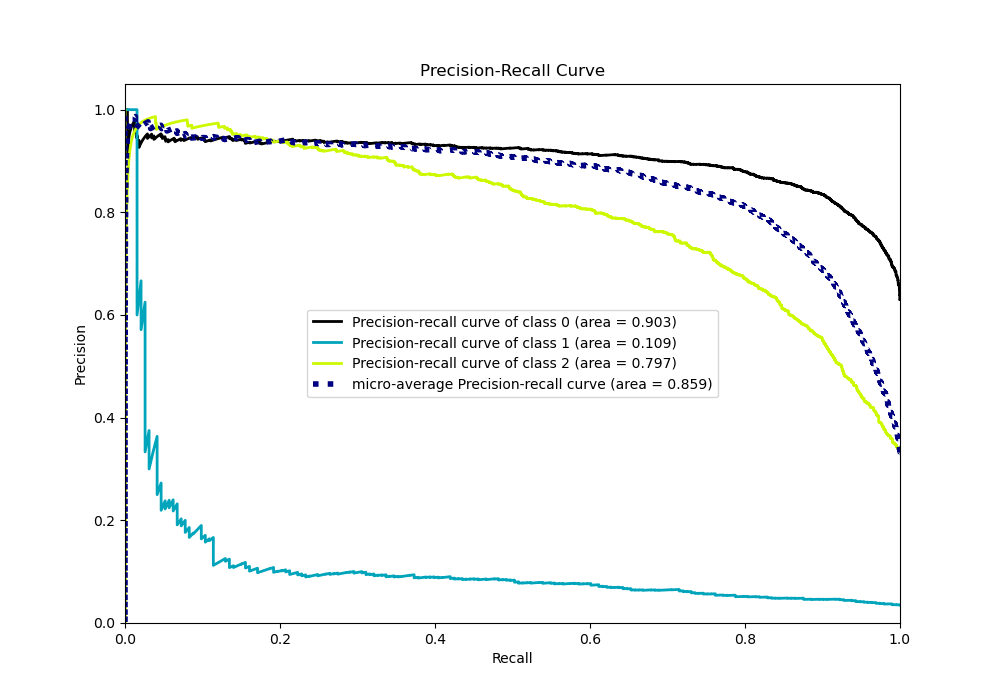 Precision-Recall Curve
1.0
0.8
0.6
0.4
0.2
0.0
Precision
Precision-recall curve of class 0 (area = 0.903)
Precision-recall curve of class 1 (area = 0.109)
Precision-recall curve of class 2 (area = 0.797)
micro-average Precision-recall curve (area = 0.859)
0.0 0.2 0.4 0.6 0.8 1.0
Recall